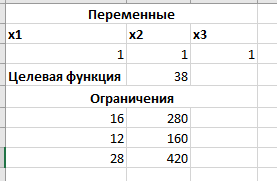 Переменные
x1 x2 x3
1 1 1
Целевая функция 38
Ограничения
16 280
12 160
28 420